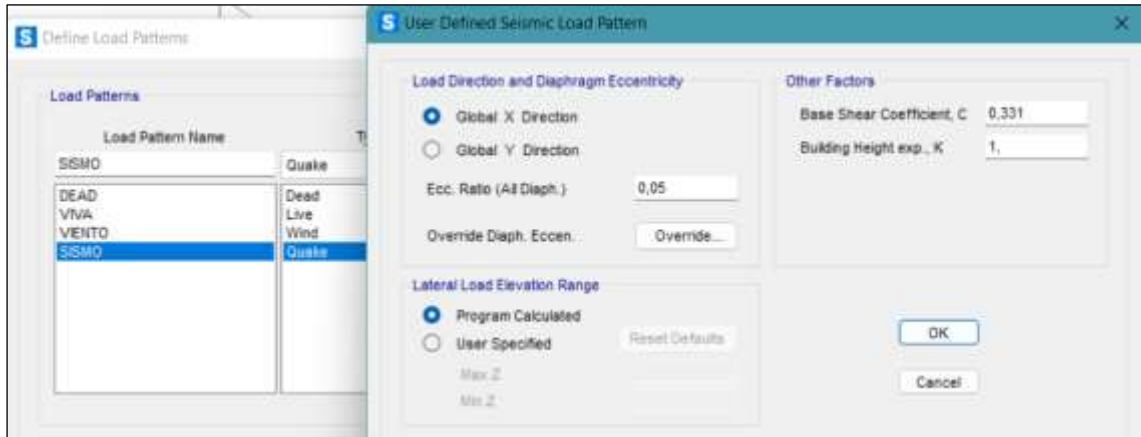 Define Load Patterns
Load Patterns
Load Pattern Name
SISMO
Quake
DEAD
Dead
VIVA
Live
VIENTO
Wind
SISMO
Quake
S User Defined Seismic Load Pattern
Load Direction and Diaphragm Eccentricity
Global X Direction
Global Y Direction
Ecc. Ratio (All Diaph.)
0,05
Override Diaph. Eccen.
Override...
Lateral Load Elevation Range
Program Calculated
User Specified
Reset Defaults
Max Z
Min Z
Other Factors
Base Shear Coefficient, C
0,331
Building Height exp., K
1,
OK
Cancel